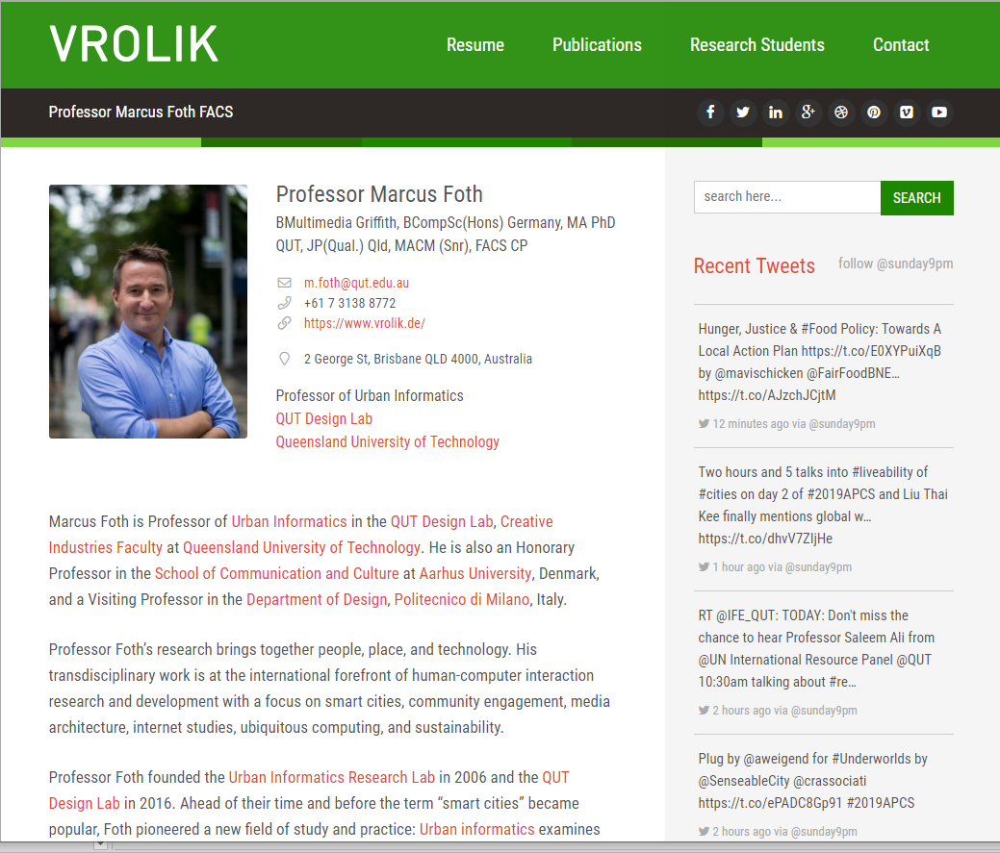 VROLIK
Resume
Publications
Research Students
Contact
Professor Marcus Foth FACS
Professor Marcus Foth
BMultimedia Griffith, BCompSc(Hons) Germany, MA PhD
QUT, JP(Qual.) Qld, MACM (Snr), FACS CP
m.foth@qut.edu.au
+61 7 3138 8772
https://www.vrolik.de/
2 George St, Brisbane QLD 4000, Australia
Professor of Urban Informatics
QUT Design Lab
Queensland University of Technology
Marcus Foth is Professor of Urban Informatics in the QUT Design Lab, Creative
Industries Faculty at Queensland University of Technology. He is also an Honorary
Professor in the School of Communication and Culture at Aarhus University, Denmark,
and a Visiting Professor in the Department of Design, Politecnico di Milano, Italy.
Professor Foth’s research brings together people, place, and technology. His
transdisciplinary work is at the international forefront of human-computer interaction
research and development with a focus on smart cities, community engagement, media
architecture, internet studies, ubiquitous computing, and sustainability.
Professor Foth founded the Urban Informatics Research Lab in 2006 and the QUT
Design Lab in 2016. Ahead of their time and before the term “smart cities” became
popular, Foth pioneered a new field of study and practice: Urban informatics examines
search here...
SEARCH
Recent Tweets
follow @sunday9pm
Hunger, Justice & #Food Policy: Towards A
Local Action Plan https://t.co/E0XYPuiXqB
by @mavischicken @FairFoodBNE…
https://t.co/AJzchJCjtM
12 minutes ago via @sunday9pm
Two hours and 5 talks into #liveability of
#cities on day 2 of #2019APCS and Liu Thai
Kee finally mentions global w…
https://t.co/dhvV7ZIjHe
1 hour ago via @sunday9pm
RT @IFE_QUT: TODAY: Don't miss the
chance to hear Professor Saleem Ali from
@UN International Resource Panel @QUT
10:30am talking about #re…
2 hours ago via @sunday9pm
Plug by @aweigend for #Underworlds by
@SenseableCity @crassociati
https://t.co/ePADC8Gp91 #2019APCS
2 hours ago via @sunday9pm